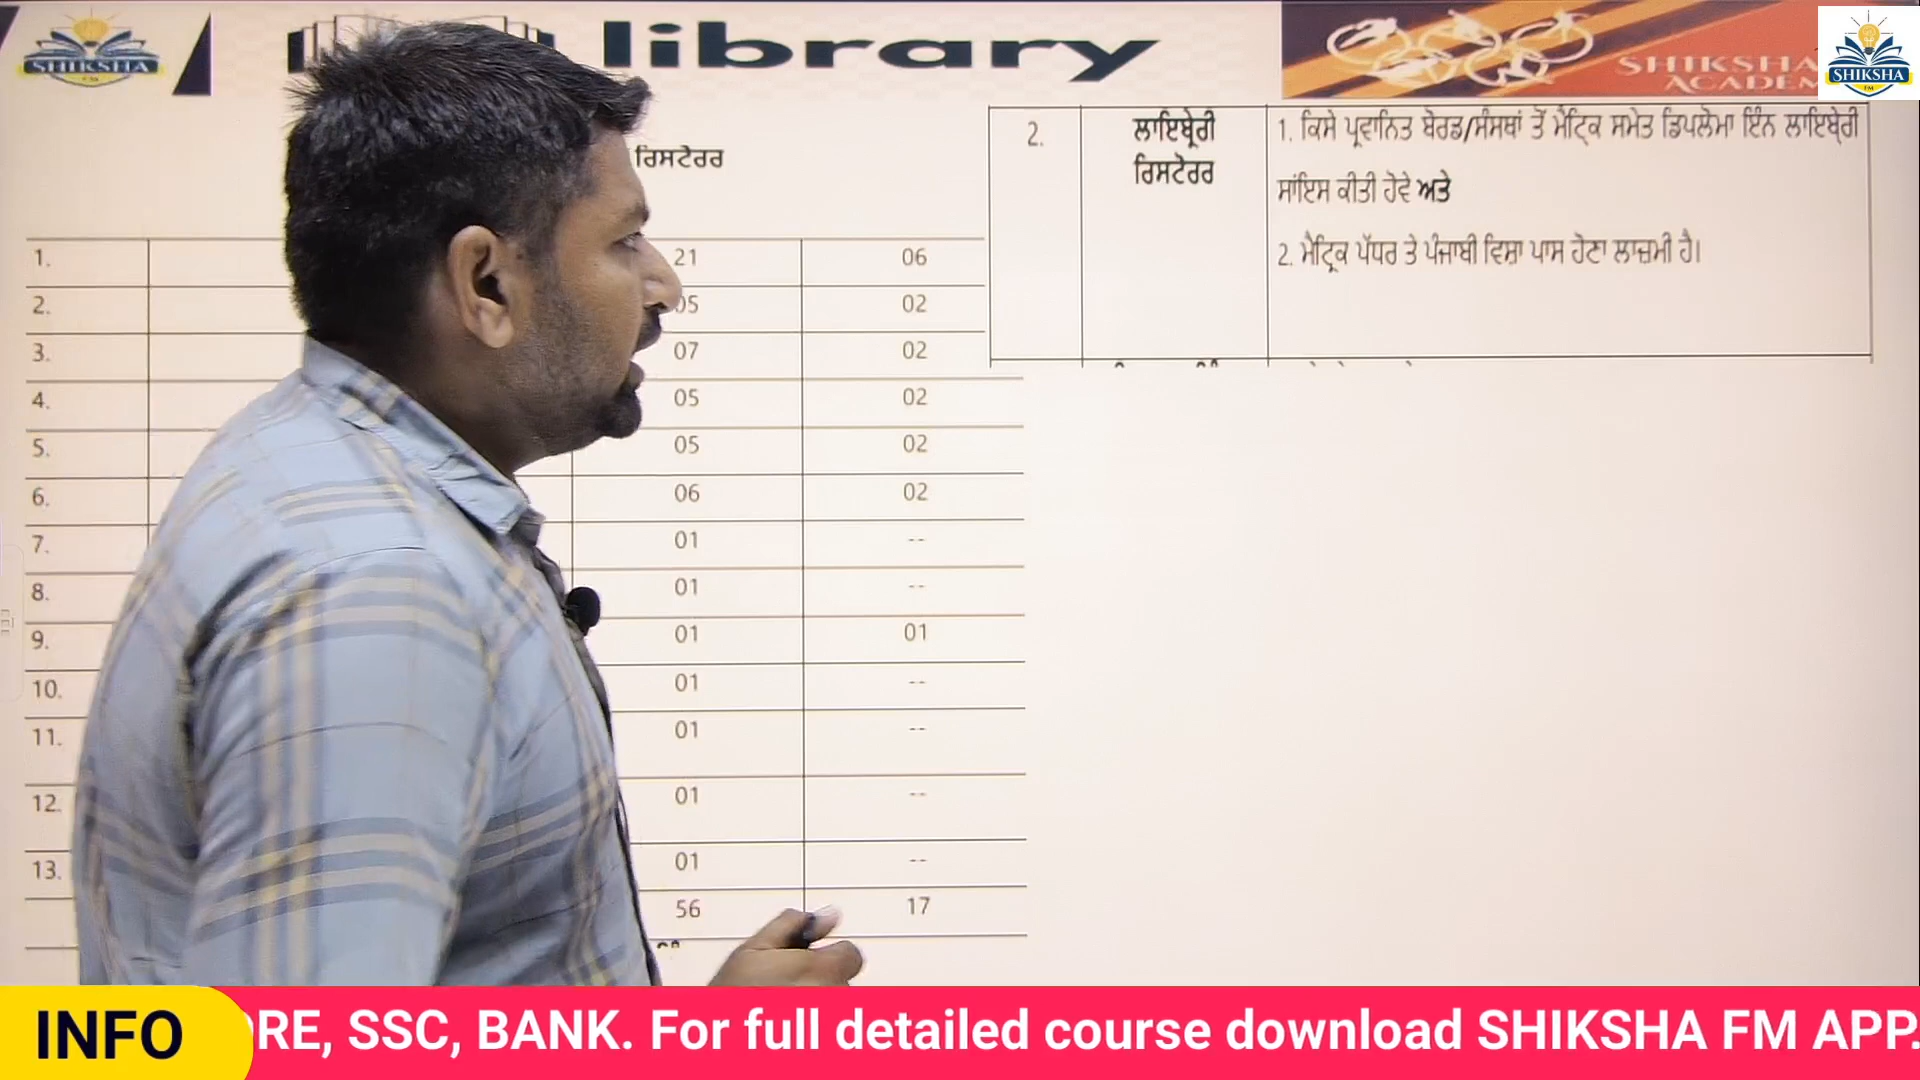 SHIKSHA
FM
library
SHIKSHA
SHIKSHA
FM
ਰਿਸਟੋਰਰ
2. ਲਾਇਬ੍ਰੇਰੀ ਰਿਸਟੋਰਰ
1. ਕਿਸੇ ਪ੍ਰਵਾਨਿਤ ਬੋਰਡ/ਸੰਸਥਾਂ ਤੋਂ ਮੈਟ੍ਰਿਕ ਸਮੇਤ ਡਿਪਲੋਮਾ ਇੰਨ ਲਾਇਬ੍ਰੇਰੀ
ਸਾਂਇਸ ਕੀਤੀ ਹੋਵੇ ਅਤੇ
2. ਮੈਟ੍ਰਿਕ ਪੱਧਰ ਤੇ ਪੰਜਾਬੀ ਵਿਸ਼ਾ ਪਾਸ ਹੋਣਾ ਲਾਜ਼ਮੀ ਹੈ।
1. 21 06
2. 05 02
3. 07 02
4. 05 02
5. 05 02
6. 06 02
7. 01 --
8. 01 --
9. 01 01
10. 01 --
11. 01 --
12. 01 --
13. 01 --
56 17
INFO
SSC, BANK. For full detailed course download SHIKSHA FM APP.